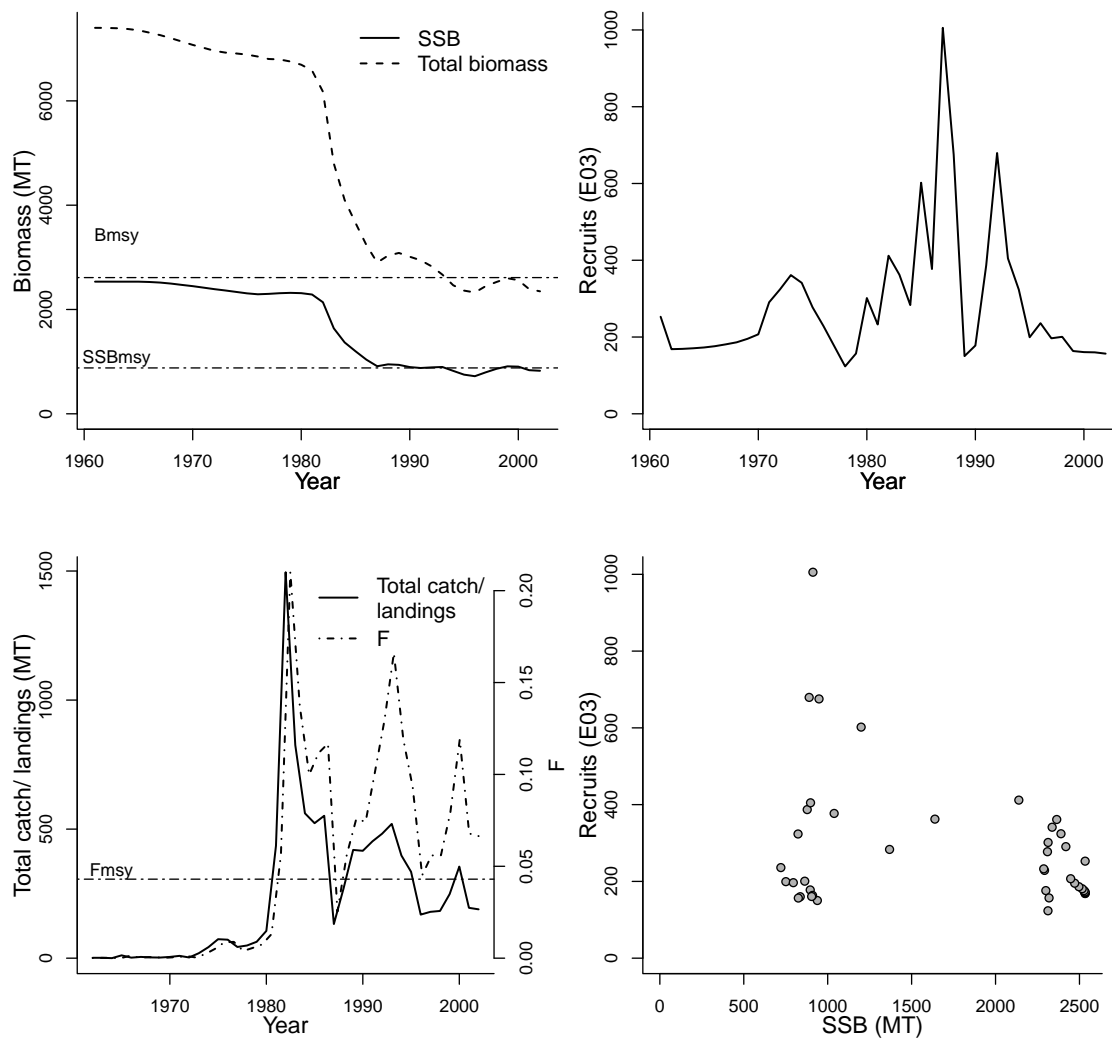 SSB
Total biomass
Biomass (MT)
0
2000
4000
6000
Bmsy
SSBmsy
1960
1970
1980
1990
2000
Year
Recruits (E03)
0
200
400
600
800
1000
1960
1970
1980
1990
2000
Year
Total catch/
landings
F
Total catch/ landings (MT)
0
500
1000
1500
Fmsy
F
0.00
0.05
0.10
0.15
0.20
1970
1980
1990
2000
Year
Recruits (E03)
0
200
400
600
800
1000
0
500
1000
1500
2000
2500
SSB (MT)